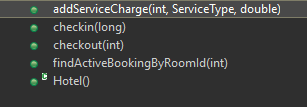 addServiceCharge(int, ServiceType, double)
checkin(long)
checkout(int)
findActiveBookingByRoomId(int)
Hotel()